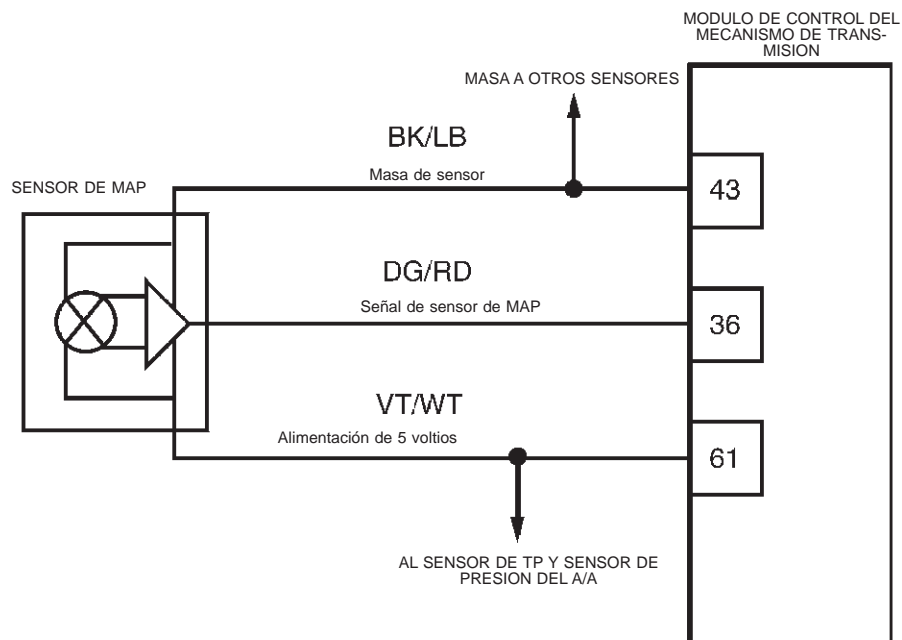 MODULO DE CONTROL DEL
MECANISMO DE TRANS-
MISION
MASA A OTROS SENSORES
BK/LB
Masa de sensor
SENSOR DE MAP
43
DG/RD
Señal de sensor de MAP
36
VT/WT
Alimentación de 5 voltios
61
AL SENSOR DE TP Y SENSOR DE
PRESION DEL A/A